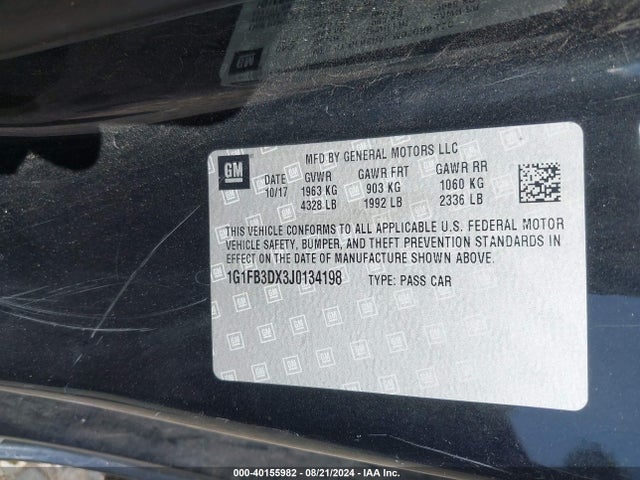 GM
MFD BY GENERAL MOTORS LLC
DATE GVWR GAWR FRT GAWR RR
10/17 1963 KG 903 KG 1060 KG
4328 LB 1992 LB 2336 LB
THIS VEHICLE CONFORMS TO ALL APPLICABLE U.S. FEDERAL MOTOR
VEHICLE SAFETY, BUMPER, AND THEFT PREVENTION STANDARDS IN
EFFECT ON THE DATE OF MANUFACTURE SHOWN ABOVE.
1G1FB3DX3J0134198 TYPE: PASS CAR
000-40155982 - 08/21/2024 - IAA Inc.